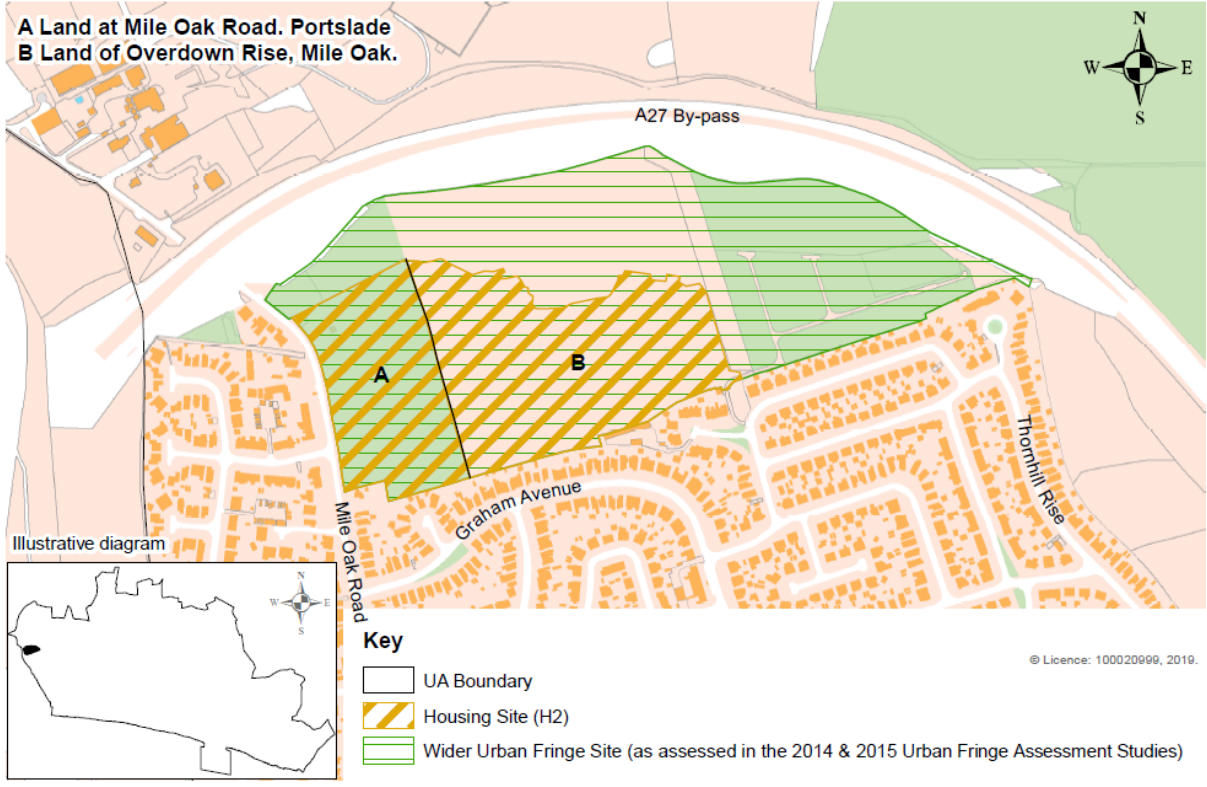 A Land at Mile Oak Road. Portslade
B Land of Overdown Rise, Mile Oak.
N
W E
S
A27 By-pass
A
B
Thornhill Rise
Graham Avenue
Mile Oak Road
Illustrative diagram
N
W E
S
Key
UA Boundary
Housing Site (H2)
Wider Urban Fringe Site (as assessed in the 2014 & 2015 Urban Fringe Assessment Studies)
© Licence: 100020999, 2019.